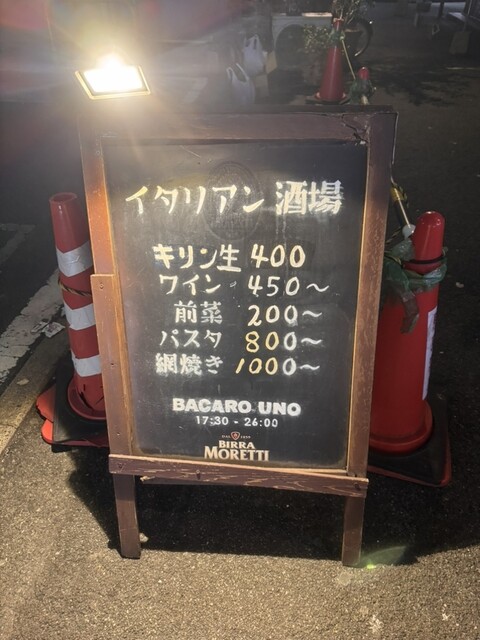 イタリアン 酒場
キリン生 400
ワイン 450～
前菜 200～
パスタ 800～
網焼き 1000～
BACARO UNO
17:30 - 26:00
BIRRA
MORETTI